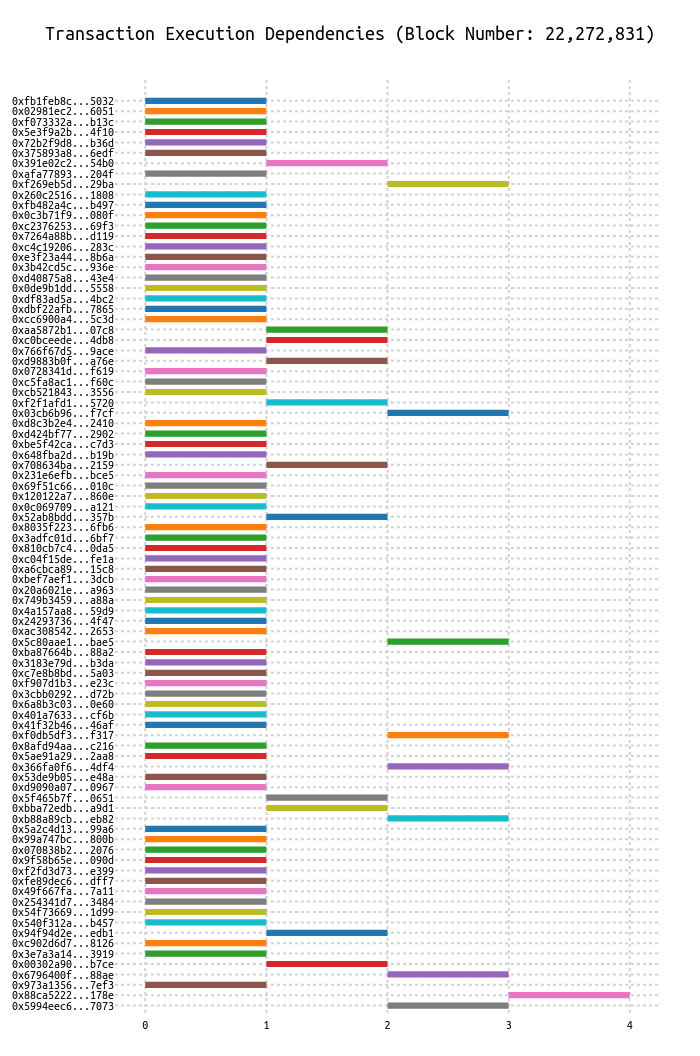 Transaction Execution Dependencies (Block Number: 22,272,831)
0xfb1feb8c...5032
0x02981ec2...6051
0xf073332a...b13c
0x5e3f9a2b...4f10
0x72b2f9d8...b36d
0x375893a8...6edf
0x391e02c2...54b0
0xafa77893...204f
0xf269eb5d...29ba
0x260c2516...1808
0xfb482a4c...b497
0x0c3b71f9...080f
0xc2376253...69f3
0x7264a88b...d119
0xc4c19206...283c
0xe3f23a44...8b6a
0x3b42cd5c...936e
0xd40875a8...43e4
0x0de9b1dd...5558
0xdf83ad5a...4bc2
0xdbf22afb...7865
0xcc6900a4...5c3d
0xaa5872b1...07c8
0xc0bceede...4db8
0x766f67d5...9ace
0xd9883b0f...a76e
0x0728341d...f619
0xc5fa8ac1...f60c
0xcb521843...3556
0xf2f1afd1...5720
0x03cb6b96...f7cf
0xd8c3b2e4...2410
0xd424bf77...2902
0xbe5f42ca...c7d3
0x648fba2d...b19b
0x708634ba...2159
0x231e6efb...bce5
0x69f51c66...010c
0x120122a7...860e
0x0c069709...a121
0x52ab8bdd...357b
0x8035f223...6fb6
0x3adfc01d...6bf7
0x810cb7c4...0da5
0xc04f15de...fe1a
0xa6cbca89...15c8
0xbef7aef1...3dcb
0x20a6021e...a963
0x749b3459...a88a
0x4a157aa8...59d9
0x24293736...4f47
0xac308542...2653
0x5c80aae1...bae5
0xba87664b...88a2
0x3183e79d...b3da
0xc7e8b8bd...5a03
0xf907d1b3...e23c
0x3cbb0292...d72b
0x6a8b3c03...0e60
0x401a7633...cf6b
0x41f32b46...46af
0xf0db5df3...f317
0x8afd94aa...c216
0x5ae91a29...2aa8
0x366fa0f6...4df4
0x53de9b05...e48a
0xd9090a07...0967
0x5f465b7f...0651
0xbba72edb...a9d1
0xb88a89cb...eb82
0x5a2c4d13...99a6
0x99a747bc...800b
0x070838b2...2076
0x9f58b65e...090d
0xf2fd3d73...e399
0xfe89dec6...dff7
0x49f667fa...7a11
0x254341d7...3484
0x54f73669...1d99
0x540f312a...b457
0x94f94d2e...edb1
0xc902d6d7...8126
0x3e7a3a14...3919
0x00302a90...b7ce
0x6796400f...88ae
0x973a1356...7ef3
0x88ca5222...178e
0x5994eec6...7073
0 1 2 3 4